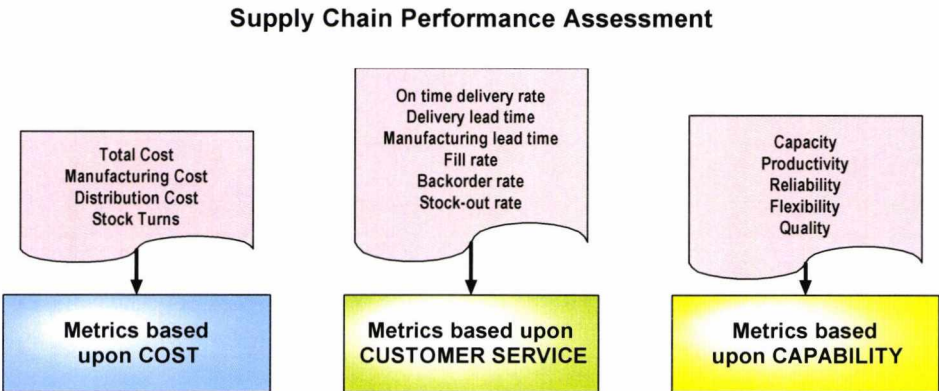 Supply Chain Performance Assessment
Total Cost
Manufacturing Cost
Distribution Cost
Stock Turns
Metrics based
upon COST
On time delivery rate
Delivery lead time
Manufacturing lead time
Fill rate
Backorder rate
Stock-out rate
Metrics based upon
CUSTOMER SERVICE
Capacity
Productivity
Reliability
Flexibility
Quality
Metrics based
upon CAPABILITY